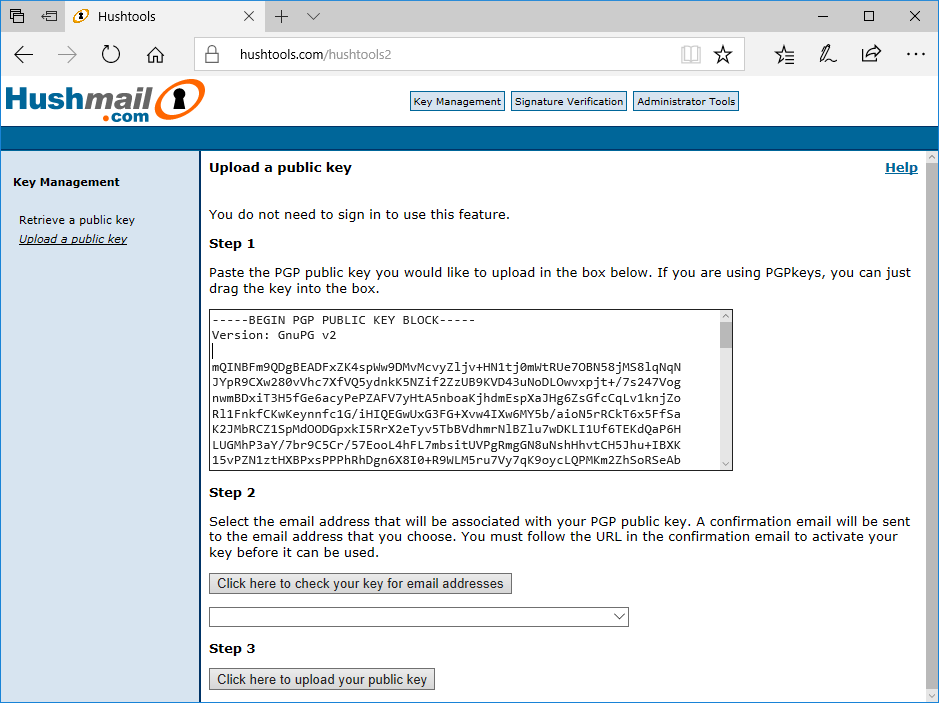 Hushtools
hushtools.com/hushtools2
Hushmail
.com
Key Management
Signature Verification
Administrator Tools
Key Management
Retrieve a public key
Upload a public key
Upload a public key
Help
You do not need to sign in to use this feature.
Step 1
Paste the PGP public key you would like to upload in the box below. If you are using PGPkeys, you can just
drag the key into the box.
-----BEGIN PGP PUBLIC KEY BLOCK-----
Version: GnuPG v2
mQINBFm9QDgBEADFxZK4spWw9DMvMcvyZljv+HN1tj0mWtRUe7OBN58jMS8lqNqN
JYpR9CXw280vVhc7XfVQ5ydnkK5NZif2ZzUB9KVD43uNoDLOwvxpjt+/7s247Vog
nwmBDxiT3H5fGe6acyPePZAFV7yHtA5nboaKjhdmEspXaJHg6ZsGfcCqLv1knjZo
Rl1FnkfCKwKeynnfc1G/iHIQEGwUxG3FG+Xvw4IXw6MY5b/aioN5rRCkT6x5FfSa
K2JMbRCZ1SpMdOODGpxkI5RrX2eTyv5TbBVdhmrNlBZlu7wDKLI1Uf6TEKdQaP6H
LUGMhP3aY/7br9C5Cr/57EooL4hFL7mbsitUVPgRmgGN8uNshHhvtCH5Jhu+IBXK
15vPZN1ztHXBPxsPPPhRhDgn6X8I0+R9WLM5ru7Vy7qK9oycLQPMKm2ZhSoRSeAb
Step 2
Select the email address that will be associated with your PGP public key. A confirmation email will be sent
to the email address that you choose. You must follow the URL in the confirmation email to activate your
key before it can be used.
Click here to check your key for email addresses
Step 3
Click here to upload your public key